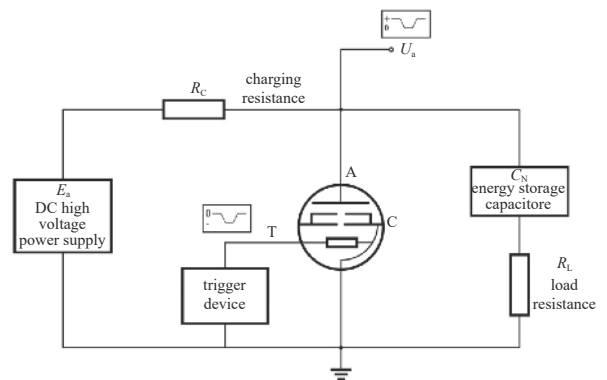 +
0
U_a
R_C
charging
resistance
A
E_a
DC high
voltage
power supply
0
-
T
C
C_N
energy storage
capacitore
trigger
device
R_L
load
resistance